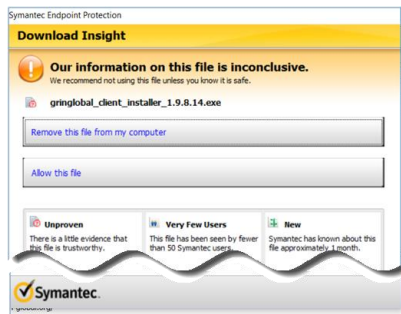 Symantec Endpoint Protection
Download Insight
Our information on this file is inconclusive.
We recommend not using this file unless you know it is safe.
gringlobal_client_installer_1.9.8.14.exe
Remove this file from my computer
Allow this file
Unproven
There is a little evidence that
this file is trustworthy.
Very Few Users
This file has been seen by fewer
than 50 Symantec users.
New
Symantec has known about this
file approximately 1 month.
Symantec.